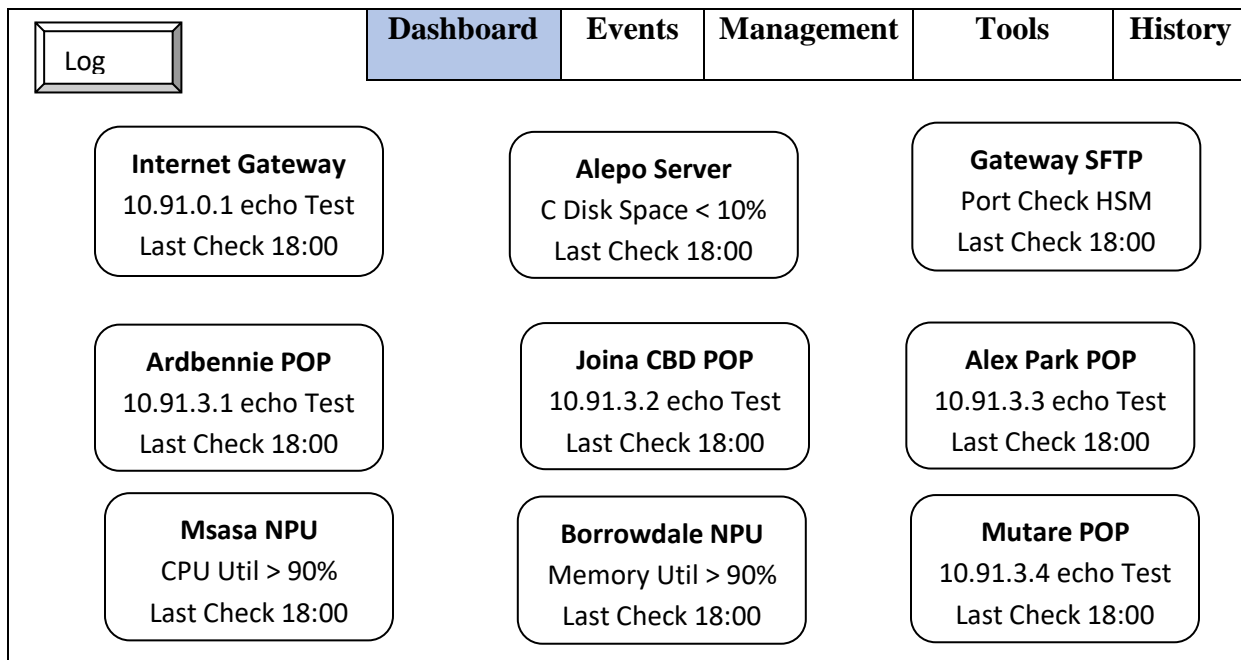 Log
Dashboard Events Management Tools History
Internet Gateway
10.91.0.1 echo Test
Last Check 18:00
Alepo Server
C Disk Space < 10%
Last Check 18:00
Gateway SFTP
Port Check HSM
Last Check 18:00
Ardbennie POP
10.91.3.1 echo Test
Last Check 18:00
Joina CBD POP
10.91.3.2 echo Test
Last Check 18:00
Alex Park POP
10.91.3.3 echo Test
Last Check 18:00
Msasa NPU
CPU Util > 90%
Last Check 18:00
Borrowdale NPU
Memory Util > 90%
Last Check 18:00
Mutare POP
10.91.3.4 echo Test
Last Check 18:00